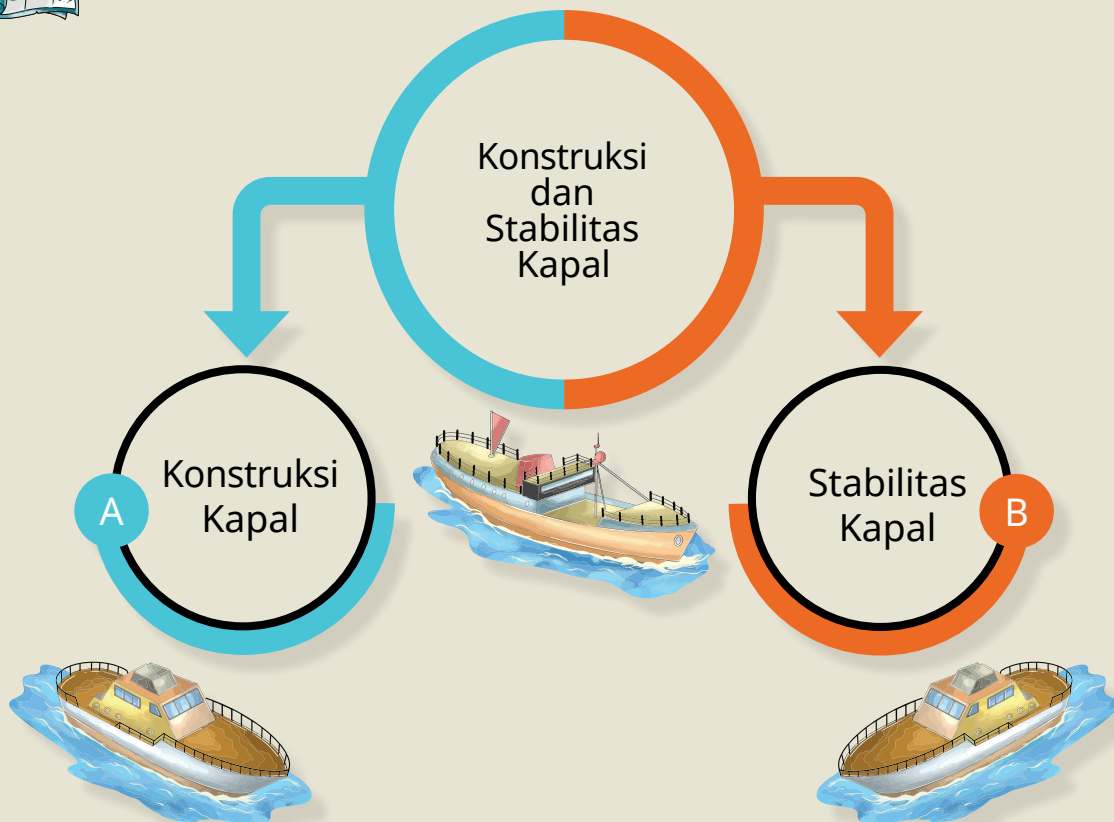 Konstruksi
dan
Stabilitas
Kapal
Konstruksi
Kapal
A
Stabilitas
Kapal
B